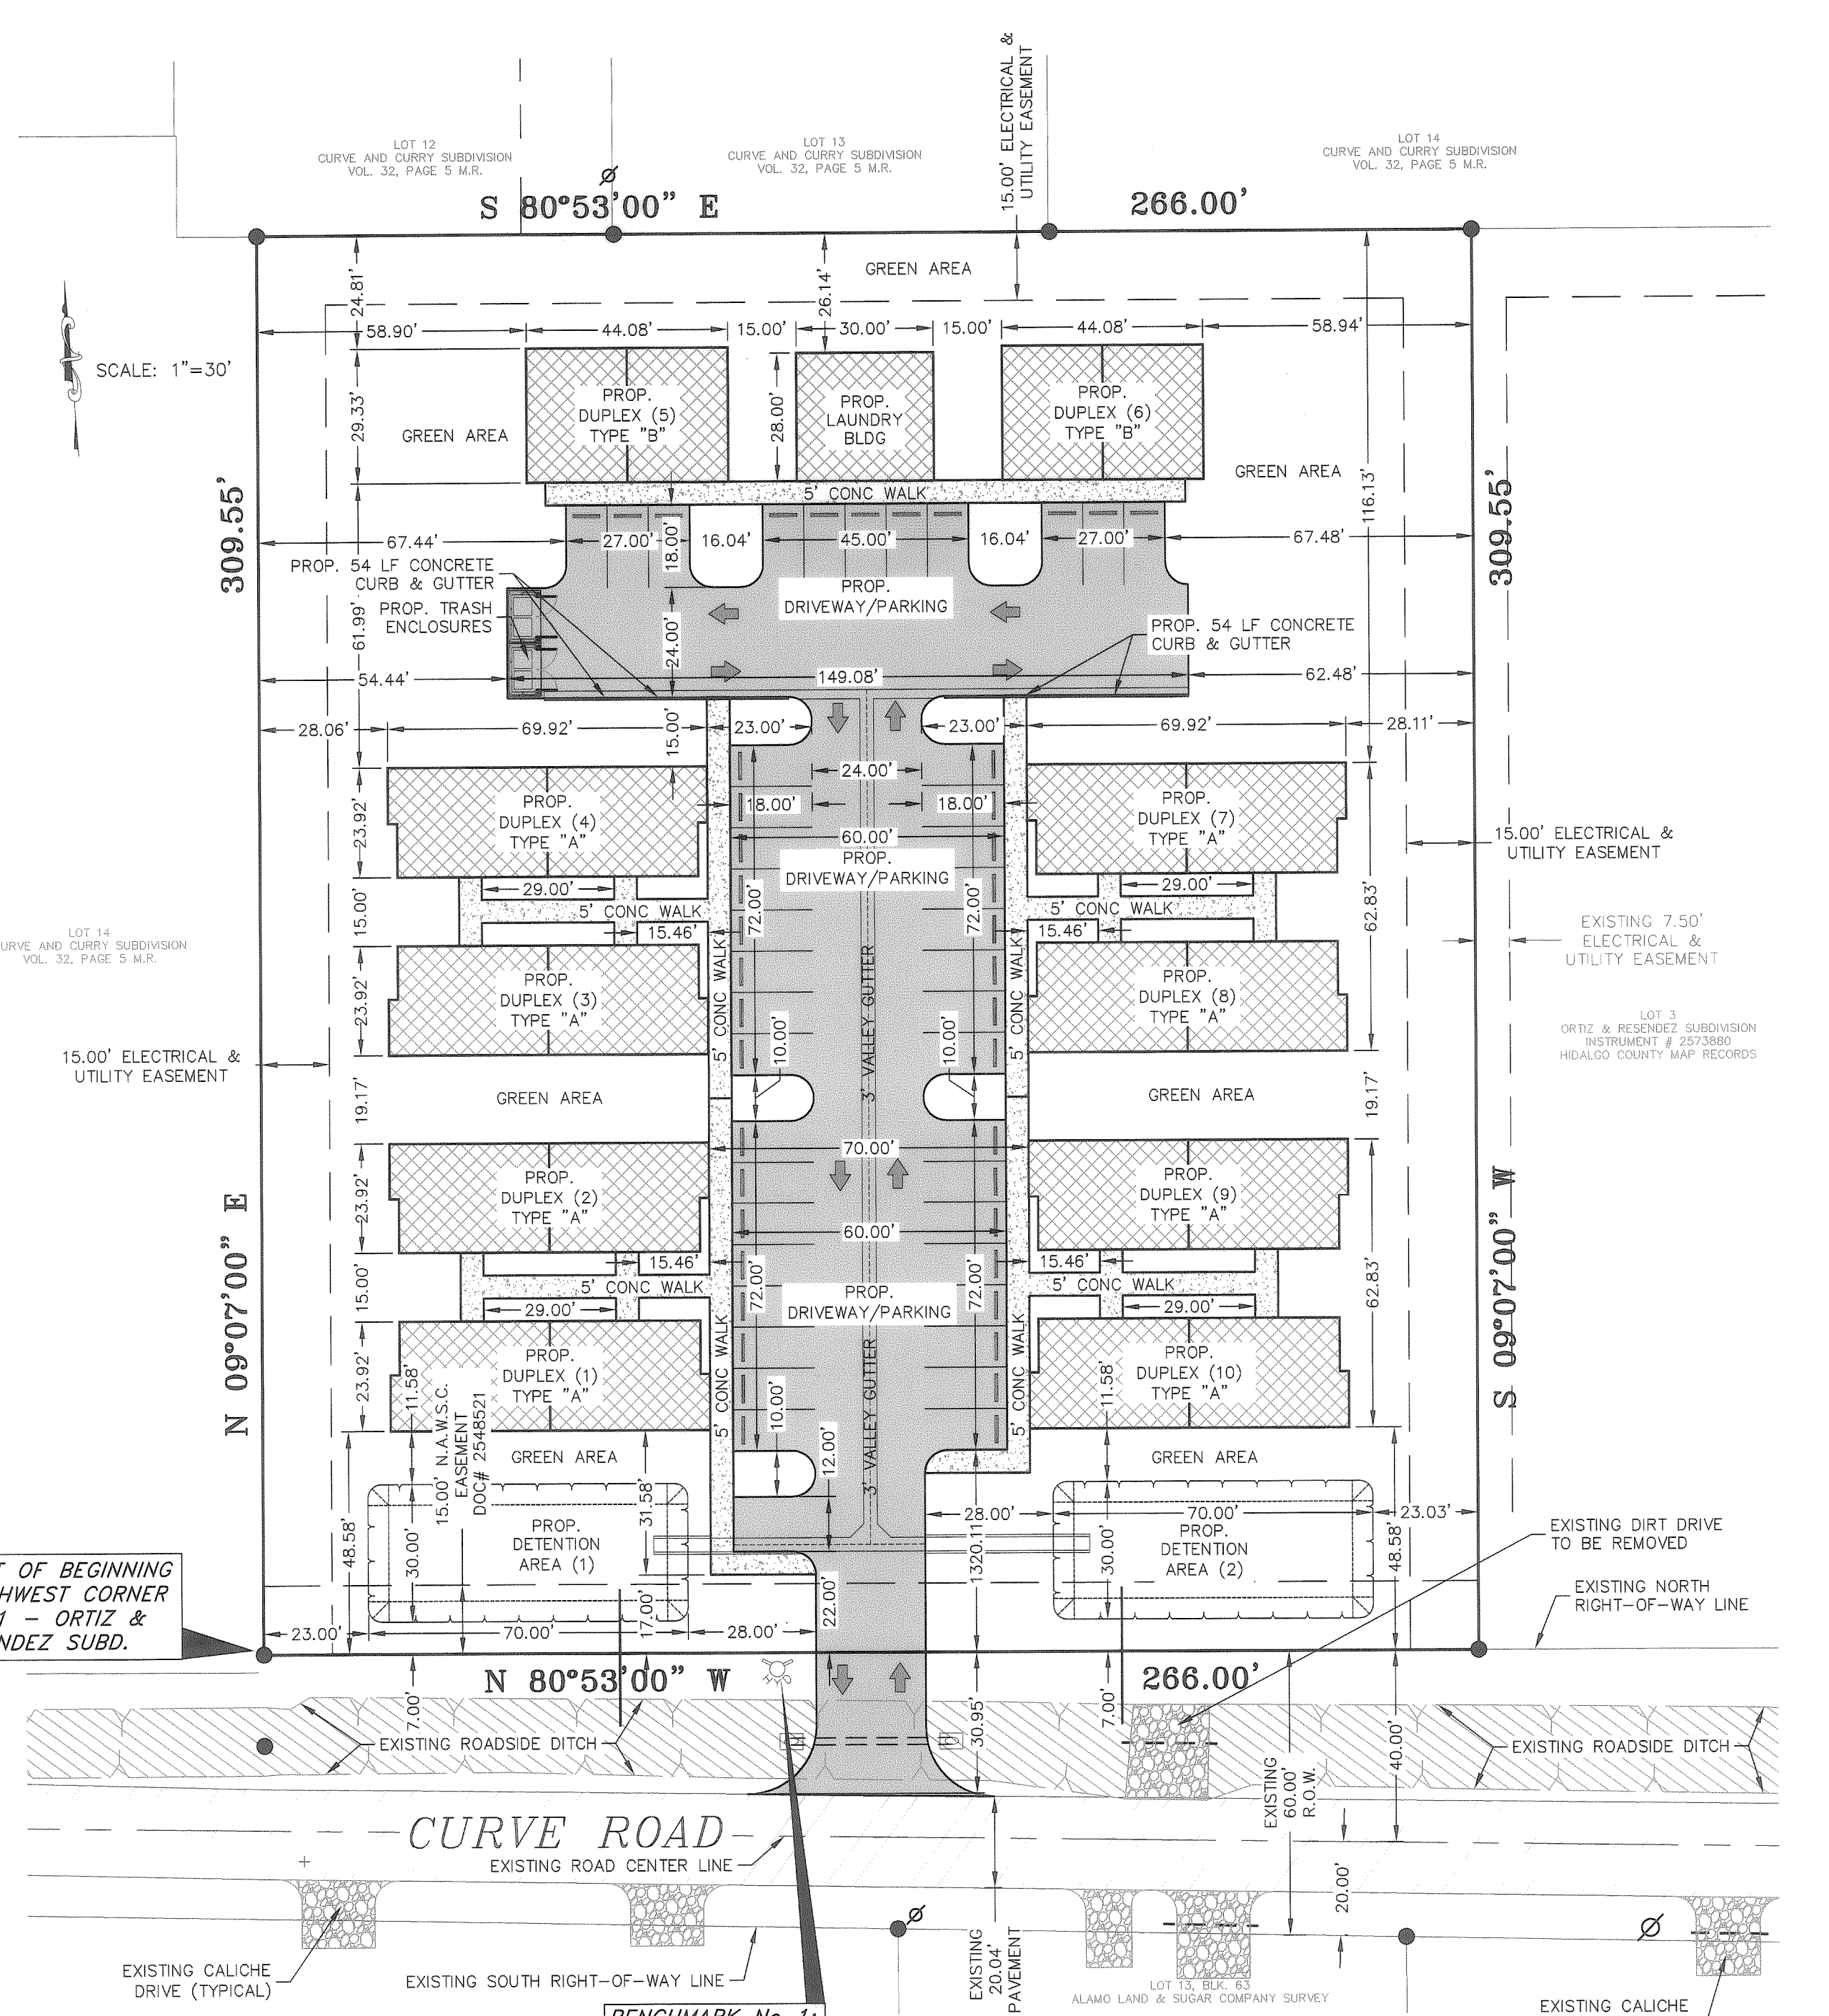 15.00' ELECTRICAL &
UTILITY EASEMENT
LOT 12
CURVE AND CURRY SUBDIVISION
VOL. 32, PAGE 5 M.R.
LOT 13
CURVE AND CURRY SUBDIVISION
VOL. 32, PAGE 5 M.R.
LOT 14
CURVE AND CURRY SUBDIVISION
VOL. 32, PAGE 5 M.R.
S 80°53'00" E
266.00'
GREEN AREA
24.81'
26.14'
58.90'
44.08'
15.00'
30.00'
15.00'
44.08'
58.94'
SCALE: 1"=30'
29.33'
GREEN AREA
PROP.
DUPLEX (5)
TYPE "B"
28.00'
PROP.
LAUNDRY
BLDG
PROP.
DUPLEX (6)
TYPE "B"
GREEN AREA
116.13'
309.55'
309.55'
5' CONC WALK
67.44'
27.00'
18.00'
16.04'
45.00'
16.04'
27.00'
67.48'
PROP. 54 LF CONCRETE
CURB & GUTTER
PROP. TRASH
ENCLOSURES
61.99'
PROP.
DRIVEWAY/PARKING
24.00'
PROP. 54 LF CONCRETE
CURB & GUTTER
54.44'
149.08'
62.48'
28.06'
69.92'
15.00'
23.00'
23.00'
69.92'
28.11'
24.00'
18.00'
18.00'
60.00'
PROP.
DRIVEWAY/PARKING
23.92'
PROP.
DUPLEX (4)
TYPE "A"
PROP.
DUPLEX (7)
TYPE "A"
15.00' ELECTRICAL &
UTILITY EASEMENT
29.00'
29.00'
72.00'
72.00'
62.83'
15.00'
5' CONC WALK
5' CONC WALK
15.46'
15.46'
LOT 14
URVE AND CURRY SUBDIVISION
VOL. 32, PAGE 5 M.R.
EXISTING 7.50'
ELECTRICAL &
UTILITY EASEMENT
23.92'
PROP.
DUPLEX (3)
TYPE "A"
5' CONC WALK
3' VALLEY GUTTER
5' CONC WALK
PROP.
DUPLEX (8)
TYPE "A"
LOT 3
ORTIZ & RESENDEZ SUBDIVISION
INSTRUMENT # 2573880
HIDALGO COUNTY MAP RECORDS
10.00'
10.00'
15.00' ELECTRICAL &
UTILITY EASEMENT
19.17'
GREEN AREA
GREEN AREA
19.17'
70.00'
23.92'
PROP.
DUPLEX (2)
TYPE "A"
PROP.
DUPLEX (9)
TYPE "A"
N 09°07'00" E
S 09°07'00" W
60.00'
15.46'
15.46'
15.00'
5' CONC WALK
5' CONC WALK
29.00'
29.00'
72.00'
72.00'
62.83'
PROP.
DRIVEWAY/PARKING
23.92'
11.58'
PROP.
DUPLEX (1)
TYPE "A"
5' CONC WALK
3' VALLEY GUTTER
5' CONC WALK
PROP.
DUPLEX (10)
TYPE "A"
11.58'
15.00' N.A.W.S.C.
EASEMENT
DOC# 2548521
GREEN AREA
10.00'
12.00'
GREEN AREA
48.58'
30.00'
PROP.
DETENTION
AREA (1)
31.58'
28.00'
1320.11'
70.00'
30.00'
PROP.
DETENTION
AREA (2)
23.03'
48.58'
EXISTING DIRT DRIVE
TO BE REMOVED
T OF BEGINNING
HWEST CORNER
1 – ORTIZ &
NDEZ SUBD.
EXISTING NORTH
RIGHT-OF-WAY LINE
23.00'
70.00'
17.00'
28.00'
22.00'
N 80°53'00" W
266.00'
7.00'
EXISTING ROADSIDE DITCH
30.95'
7.00'
40.00'
EXISTING ROADSIDE DITCH
EXISTING
60.00'
R.O.W.
CURVE ROAD
EXISTING ROAD CENTER LINE
20.00'
EXISTING CALICHE
DRIVE (TYPICAL)
EXISTING SOUTH RIGHT-OF-WAY LINE
EXISTING
20.04'
PAVEMENT
LOT 13, BLK. 63
ALAMO LAND & SUGAR COMPANY SURVEY
EXISTING CALICHE
BENCHMARK No. 1: